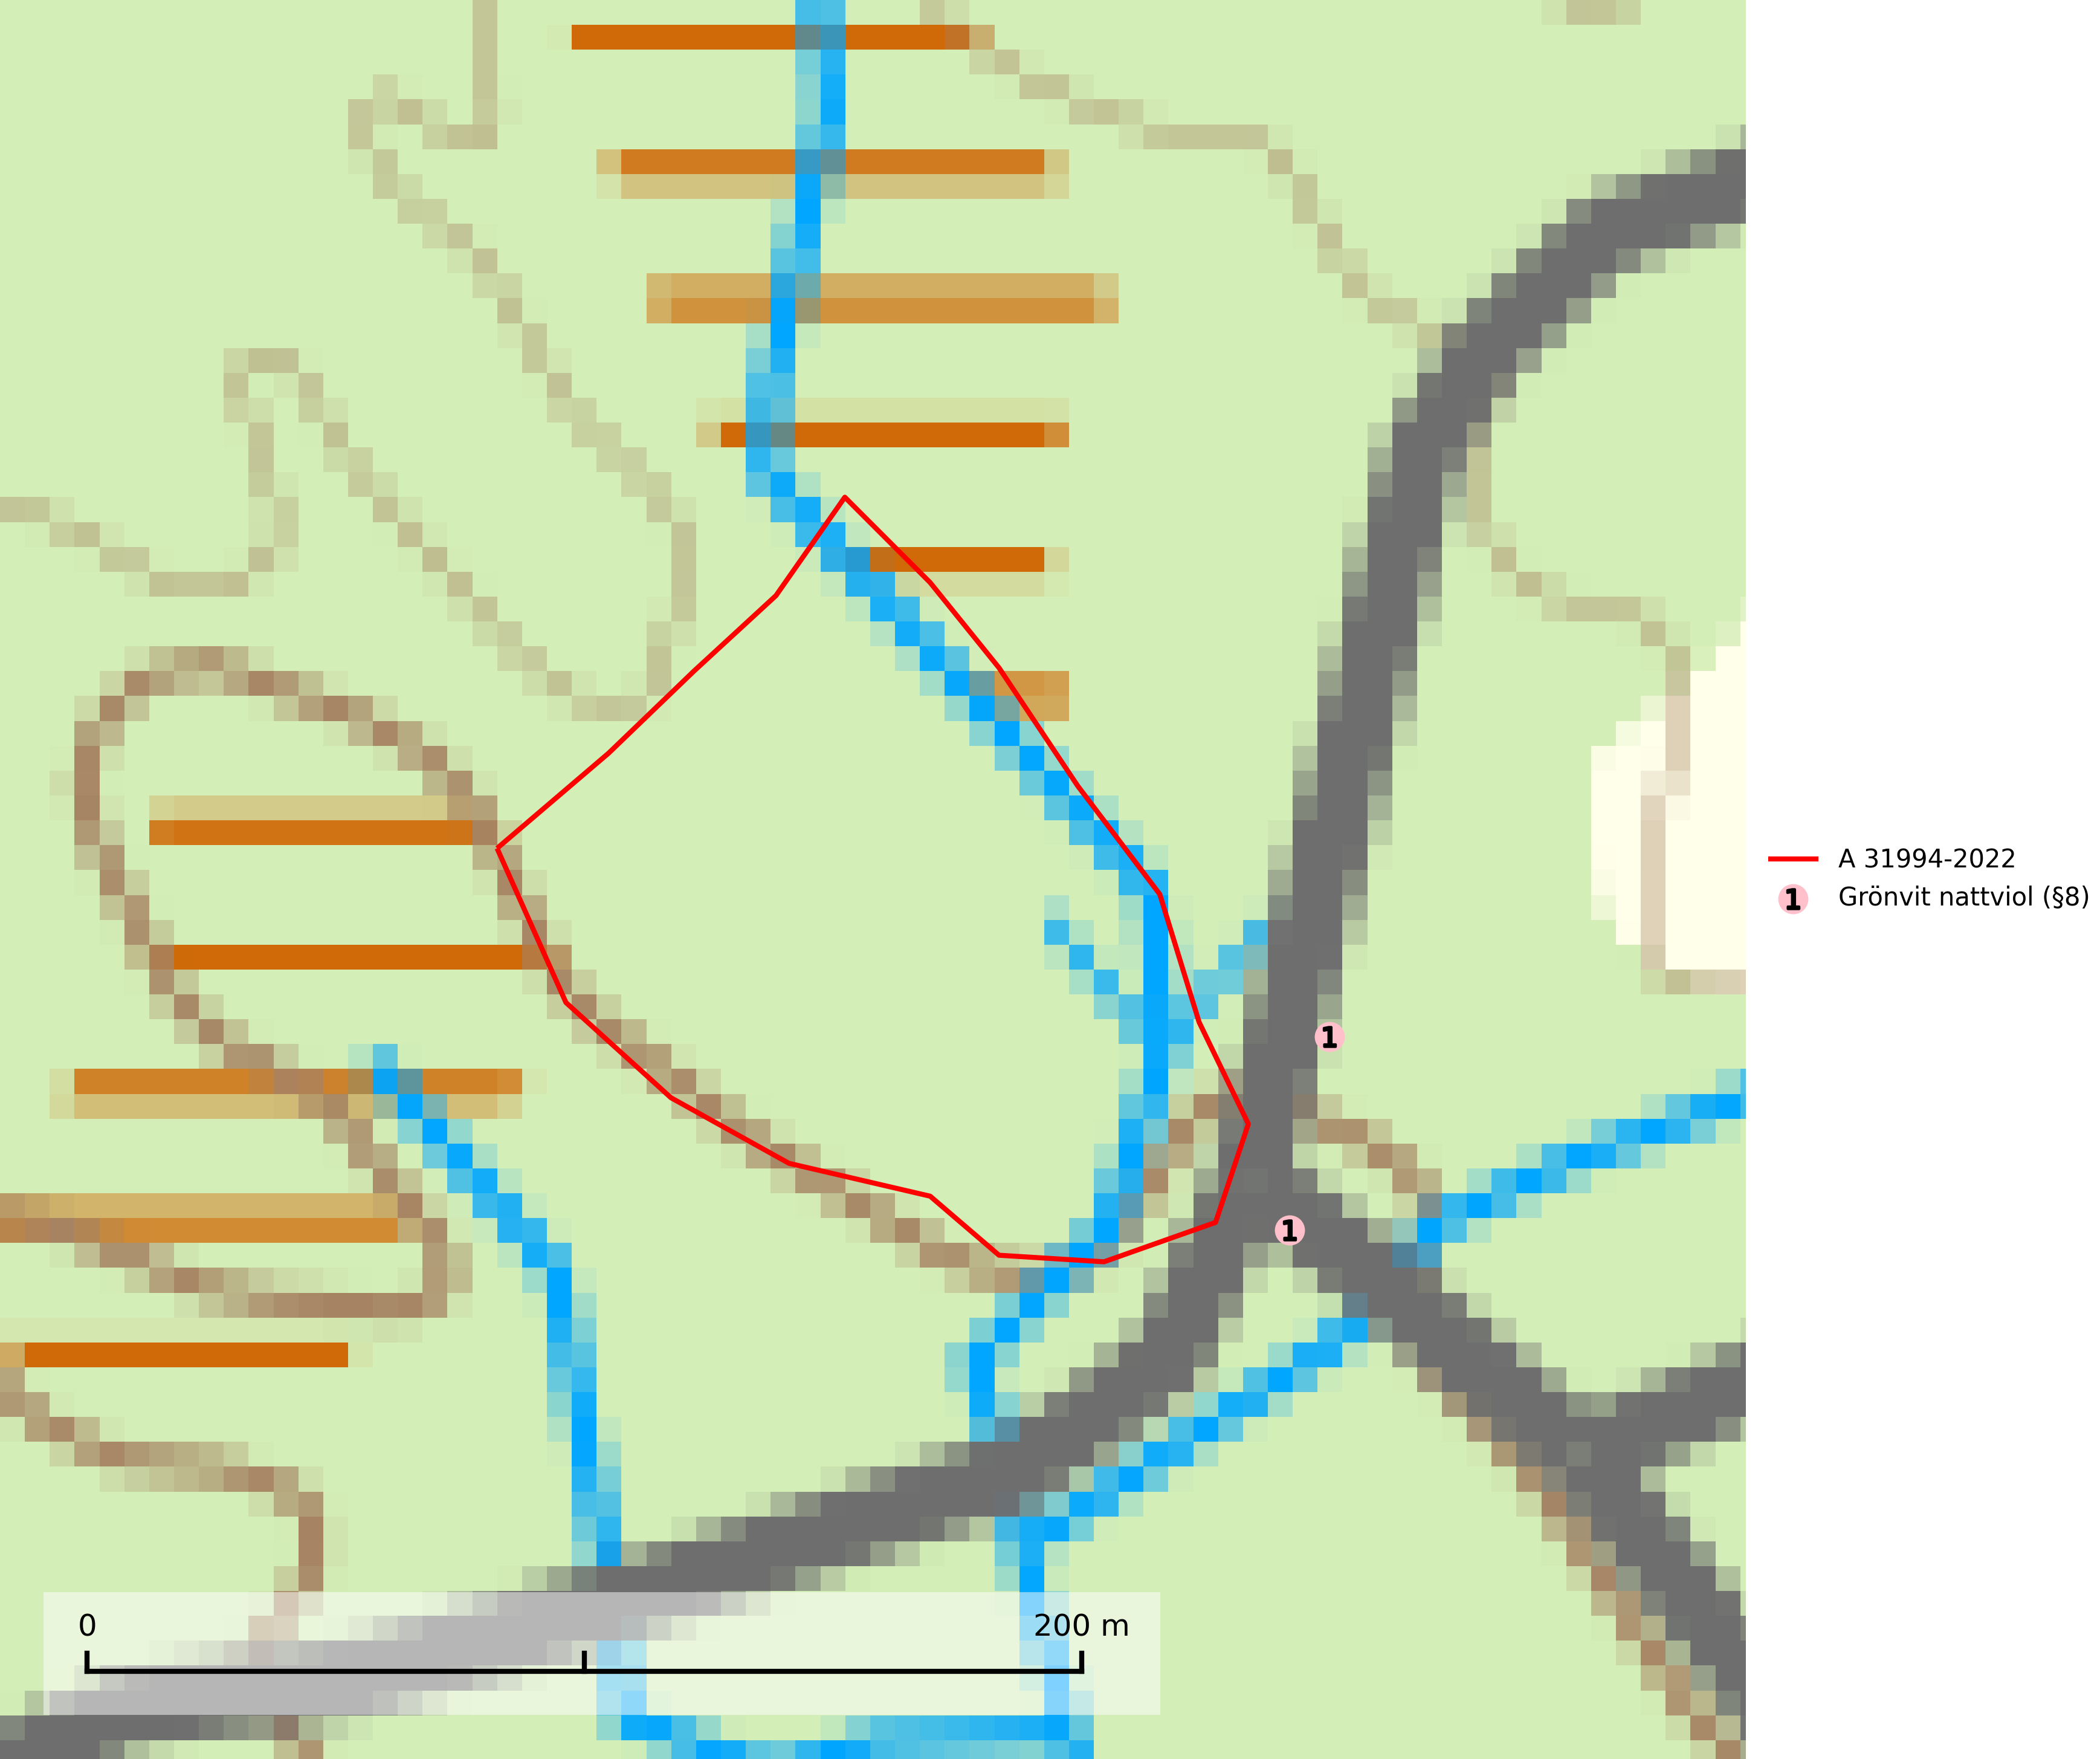 A 31994-2022
1 Grönvit nattviol (§8)
1
1
0 200 m